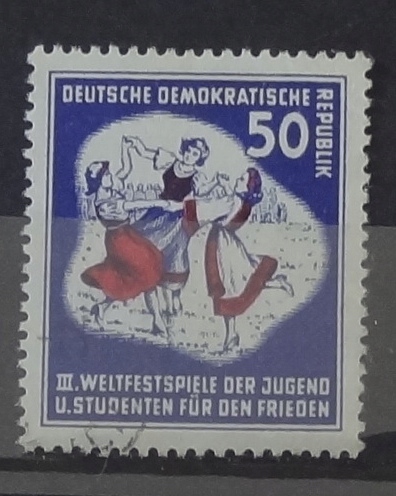 DEUTSCHE DEMOKRATISCHE
REPUBLIK
50
III. WELTFESTSPIELE DER JUGEND
U. STUDENTEN FÜR DEN FRIEDEN